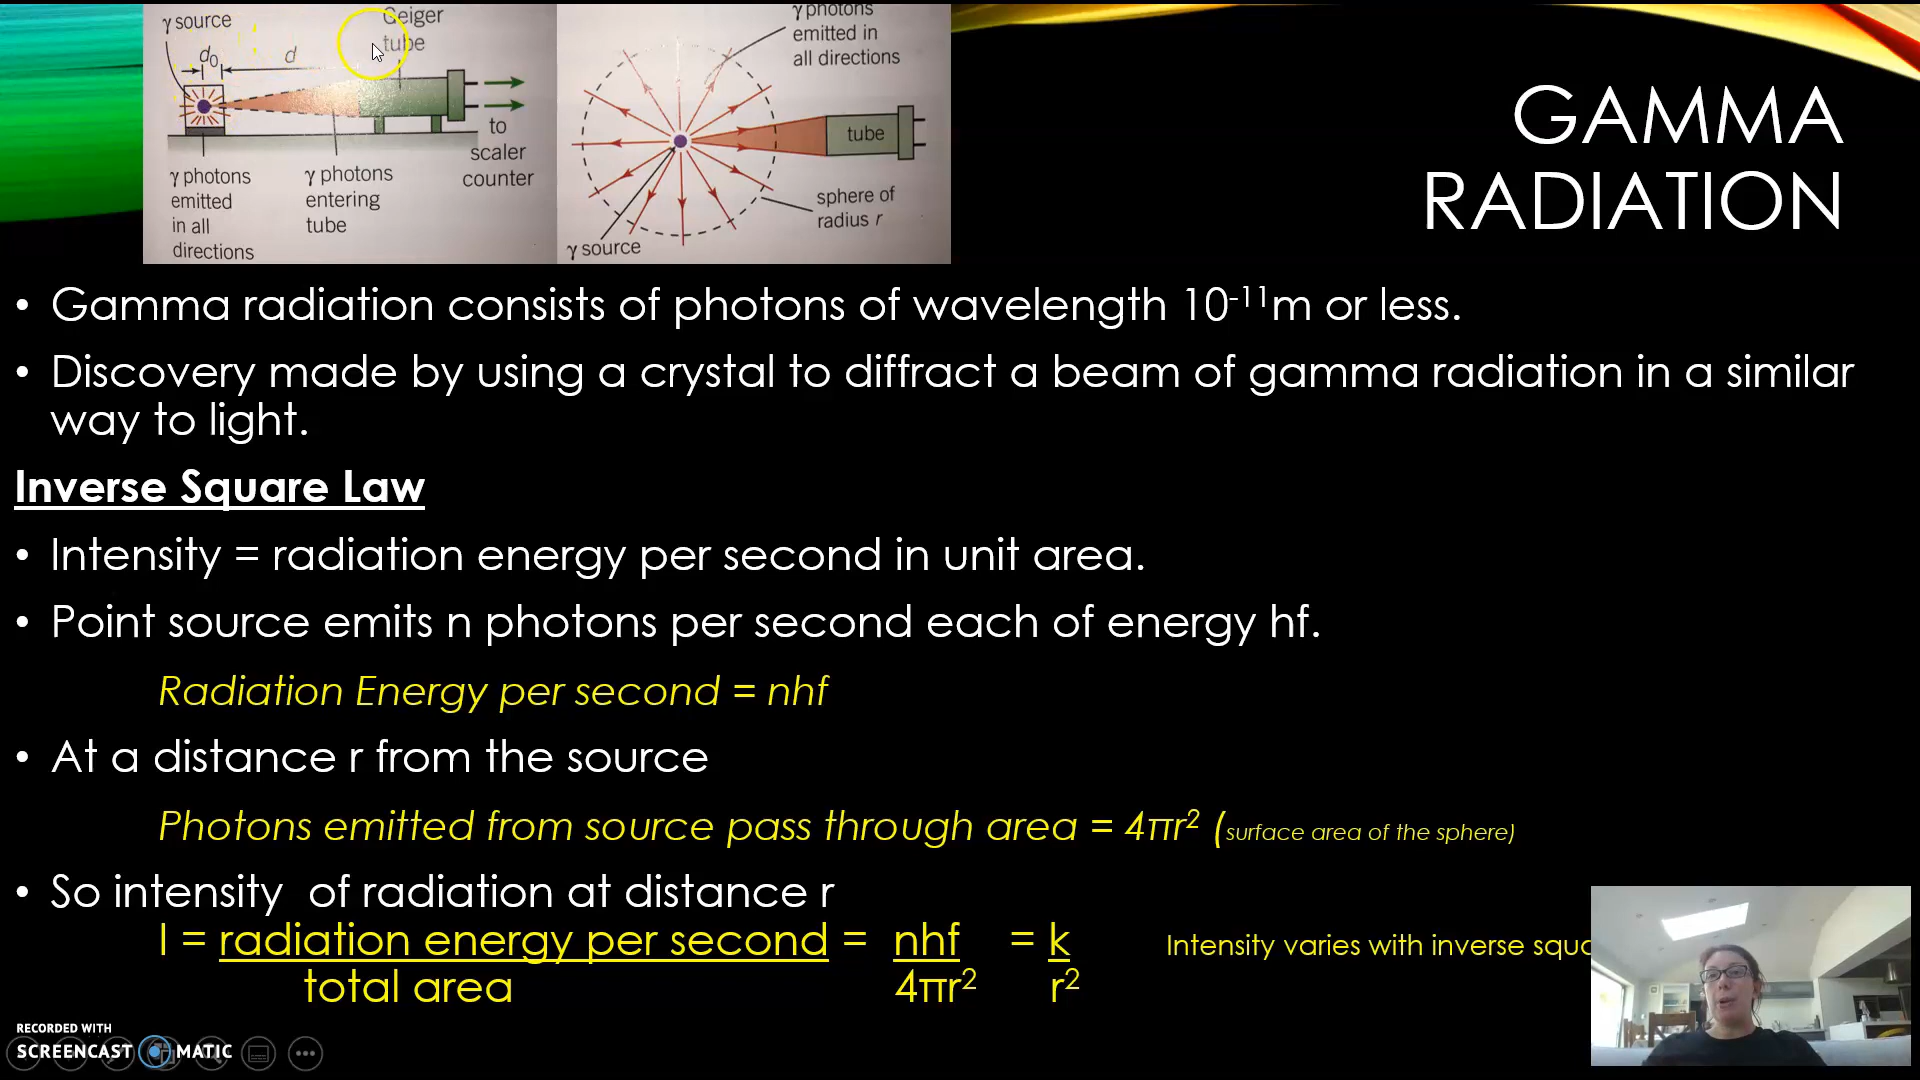 γ source
Geiger
tube
d₀
d
to
scaler
counter
γ photons
emitted
in all
directions
γ photons
entering
tube
γ photons
emitted in
all directions
tube
sphere of
radius r
γ source
GAMMA
RADIATION
• Gamma radiation consists of photons of wavelength 10⁻¹¹m or less.
• Discovery made by using a crystal to diffract a beam of gamma radiation in a similar
way to light.
Inverse Square Law
• Intensity = radiation energy per second in unit area.
• Point source emits n photons per second each of energy hf.
Radiation Energy per second = nhf
• At a distance r from the source
Photons emitted from source pass through area = 4πr² (surface area of the sphere)
• So intensity of radiation at distance r
I = radiation energy per second = nhf = k
total area 4πr² r²
Intensity varies with inverse
RECORDED WITH
SCREENCAST MATIC